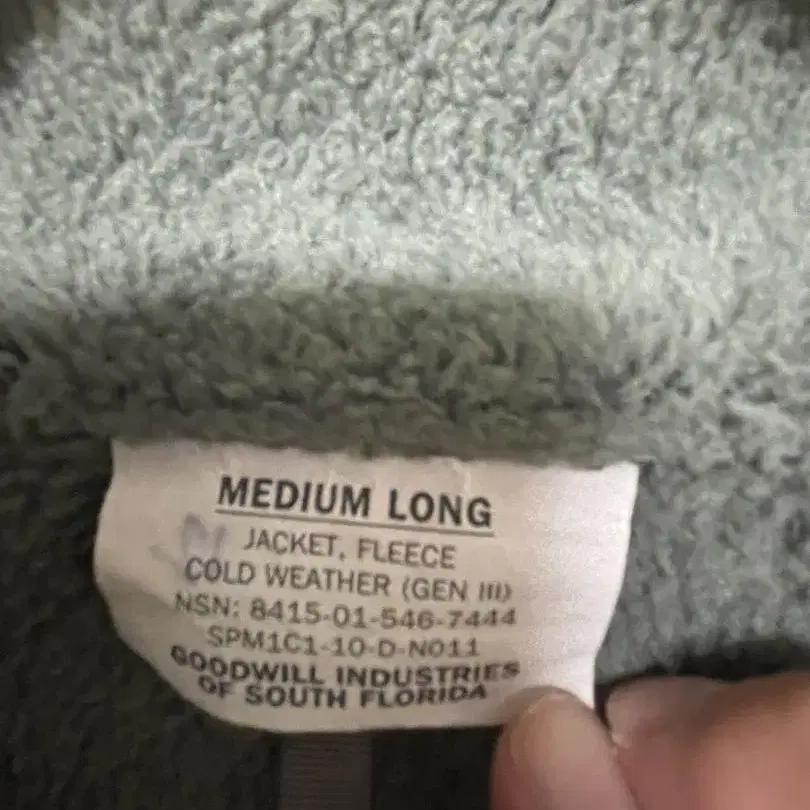 MEDIUM LONG
JACKET, FLEECE
COLD WEATHER (GEN III)
NSN: 8415-01-546-7444
SPM1C1-10-D-N011
GOODWILL INDUSTRIES
OF SOUTH FLORIDA